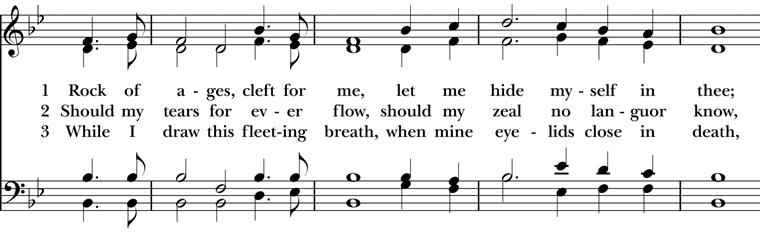 1 Rock of a - ges, cleft for me, let me hide my - self in thee;
2 Should my tears for ev - er flow, should my zeal no lan - guor know,
3 While I draw this fleet-ing breath, when mine eye - lids close in death,